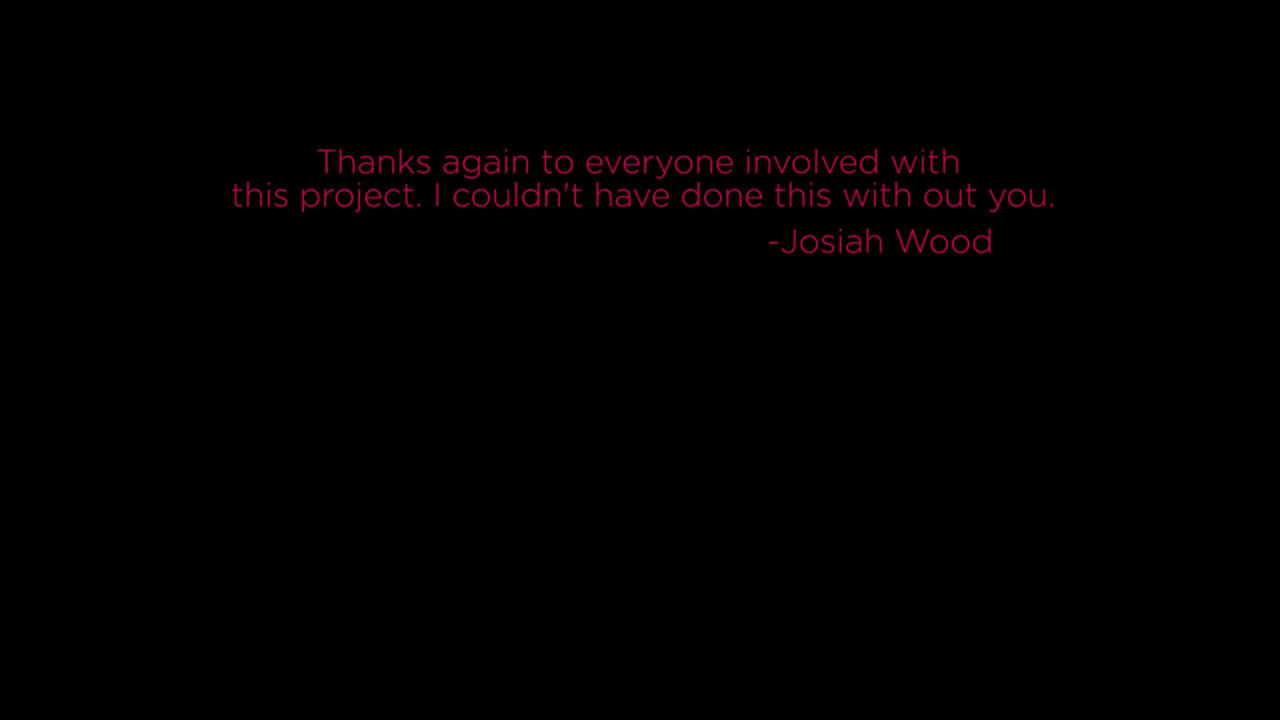 Thanks again to everyone involved with
this project. I couldn't have done this with out you.
-Josiah Wood